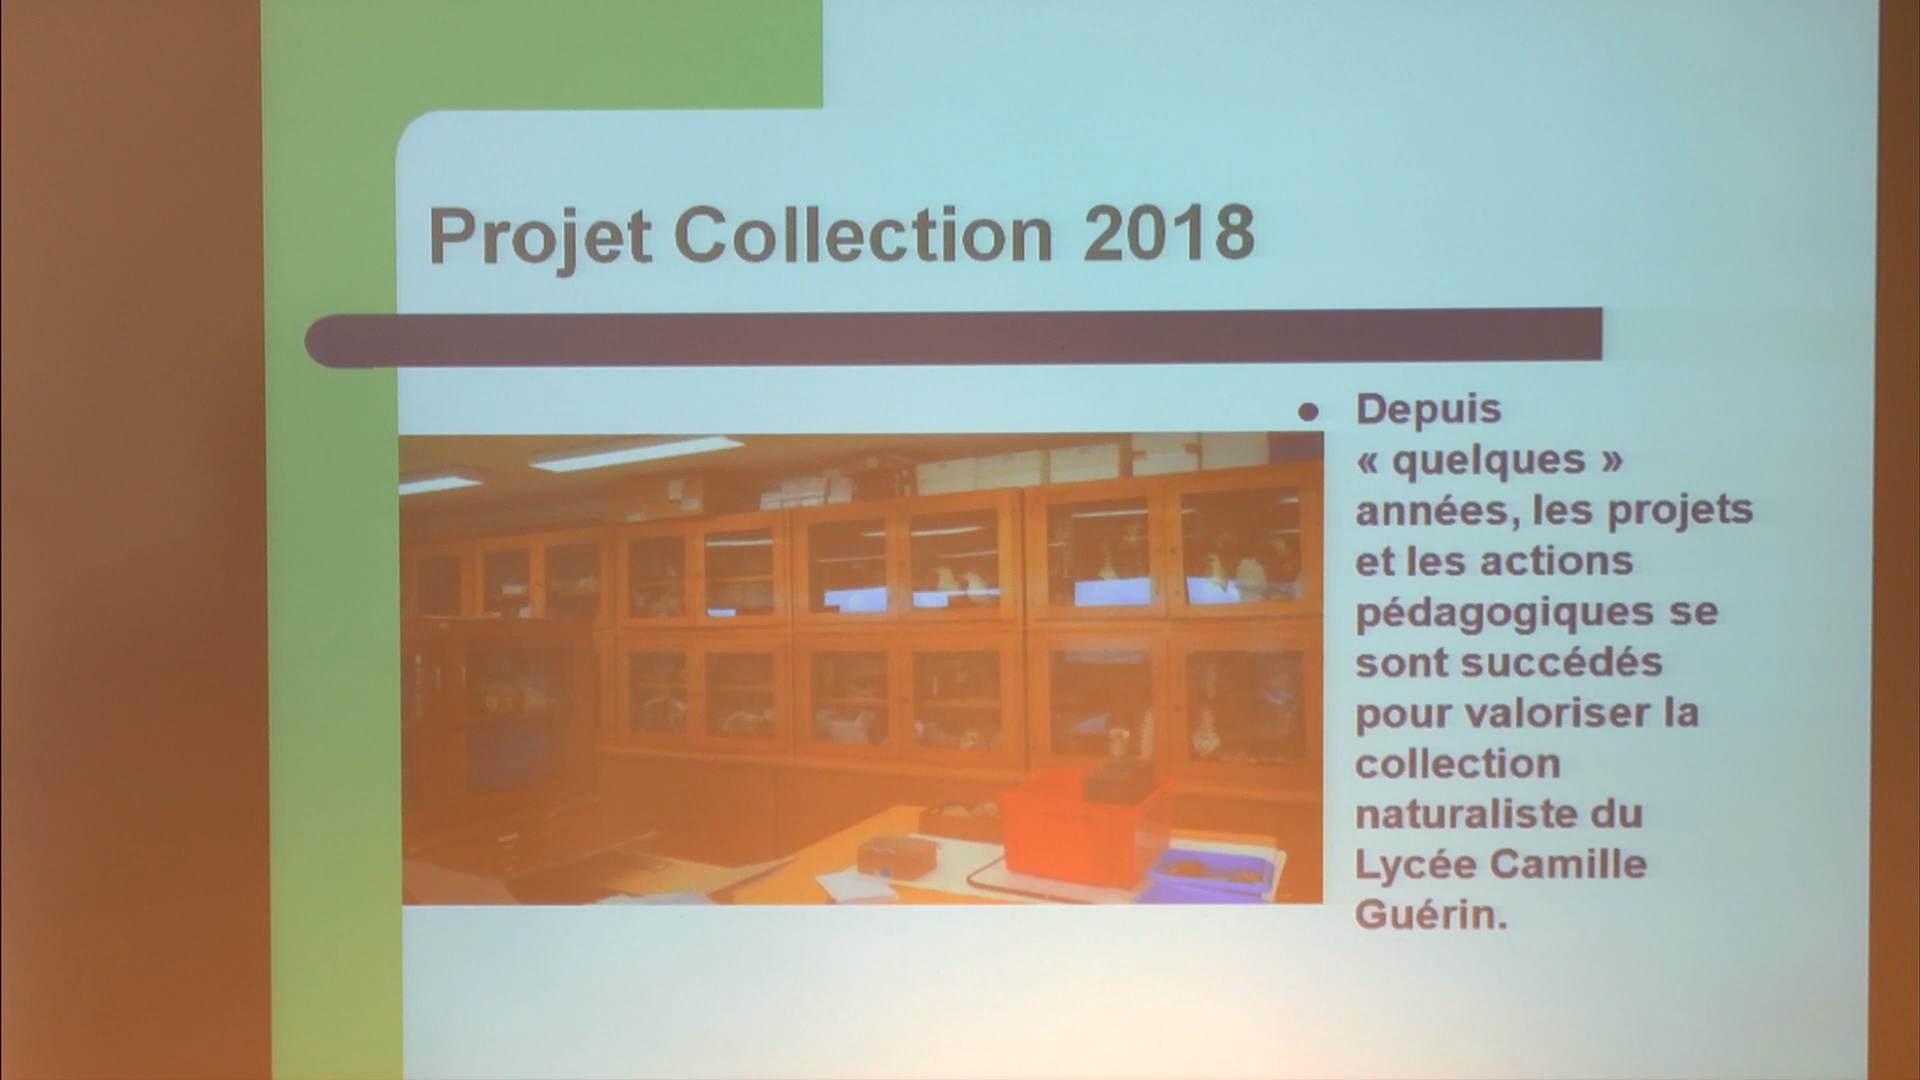 Projet Collection 2018
• Depuis
« quelques »
années, les projets
et les actions
pédagogiques se
sont succédés
pour valoriser la
collection
naturaliste du
Lycée Camille
Guérin.